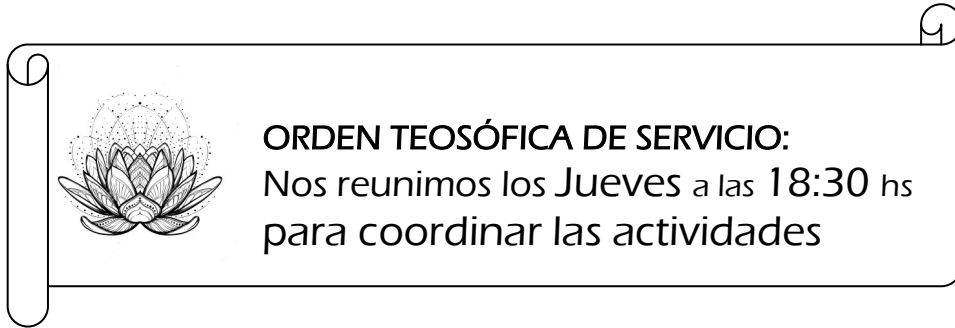 ORDEN TEOSÓFICA DE SERVICIO:
Nos reunimos los Jueves a las 18:30 hs
para coordinar las actividades